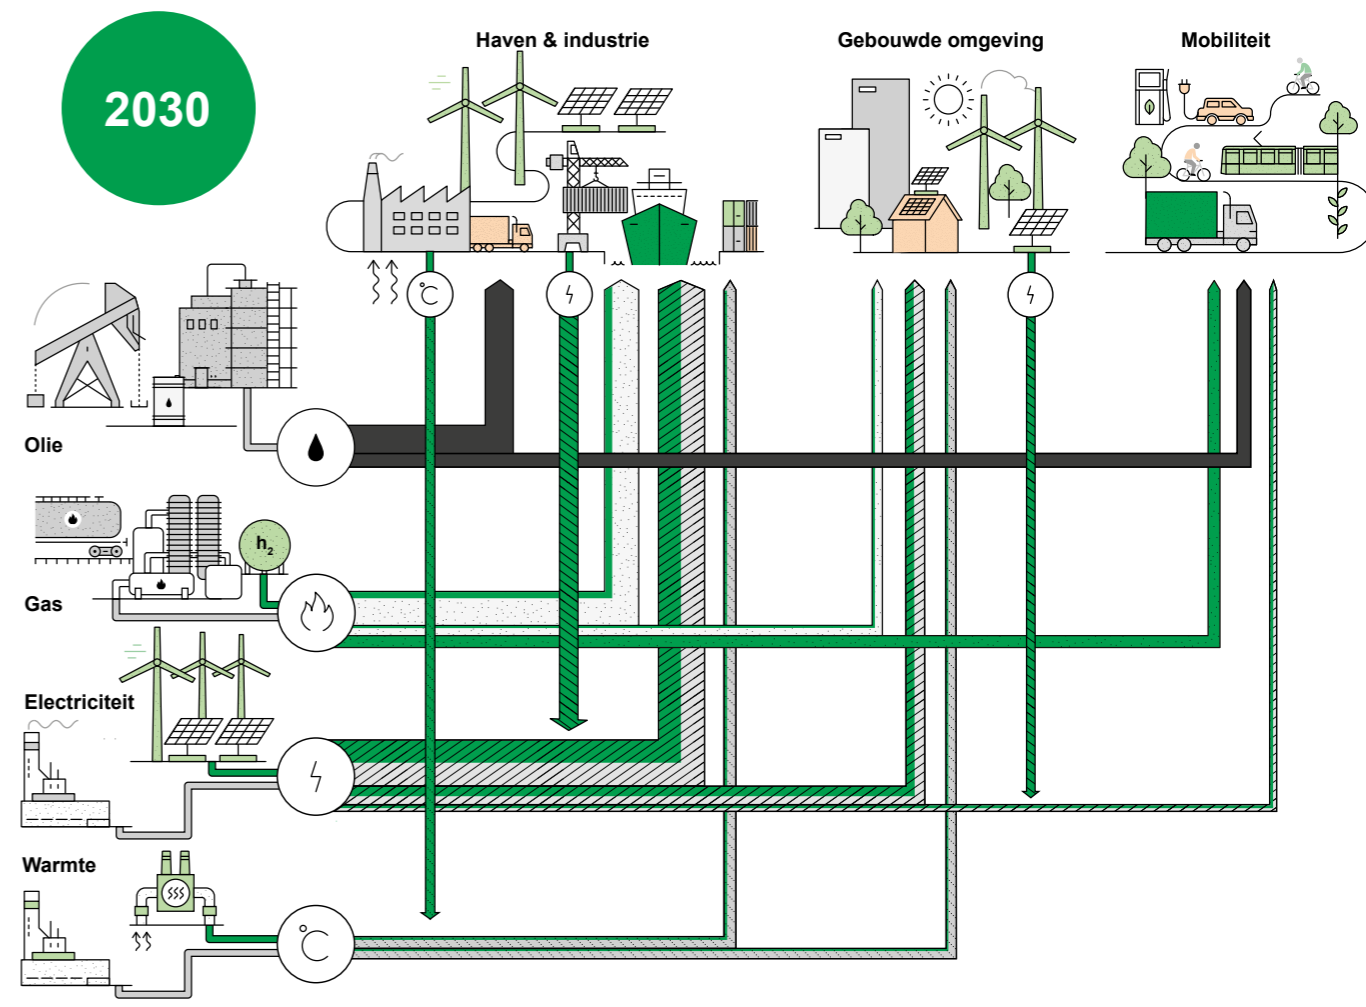 2030
Haven & industrie
Gebouwde omgeving
Mobiliteit
°C
Olie
h₂
Gas
Electriciteit
Warmte
°C